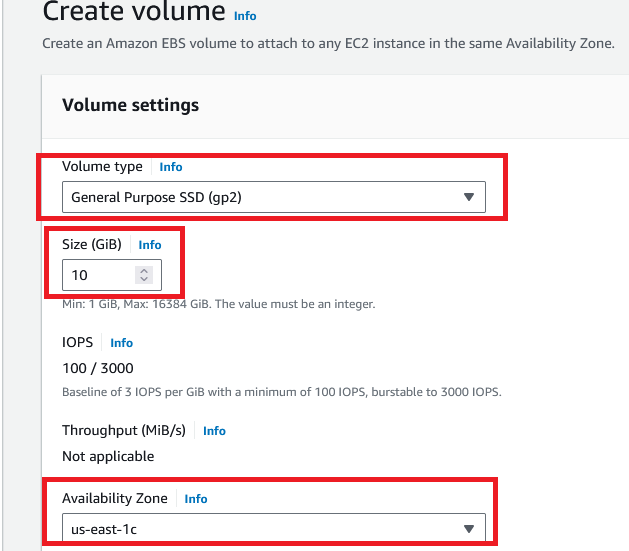 Create volume Info
Create an Amazon EBS volume to attach to any EC2 instance in the same Availability Zone.
Volume settings
Volume type Info
General Purpose SSD (gp2)
Size (GiB) Info
10
Min: 1 GiB, Max: 16384 GiB. The value must be an integer.
IOPS Info
100 / 3000
Baseline of 3 IOPS per GiB with a minimum of 100 IOPS, burstable to 3000 IOPS.
Throughput (MiB/s) Info
Not applicable
Availability Zone Info
us-east-1c